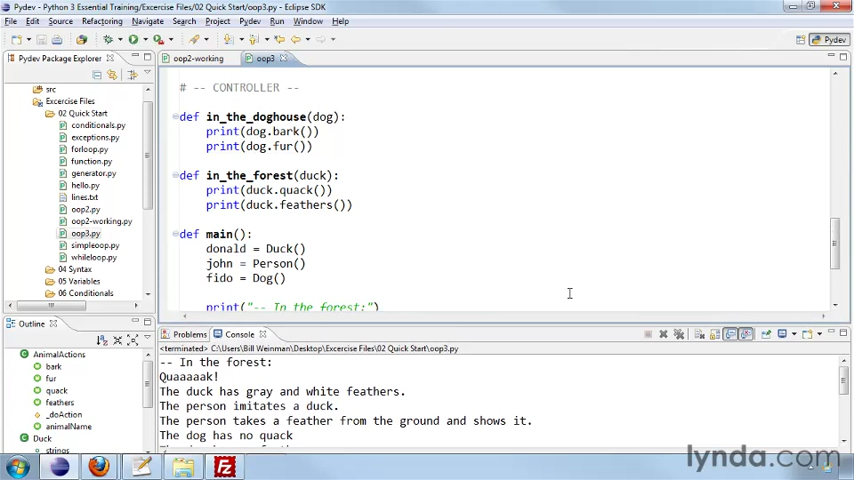 Pydev - Python 3 Essential Training/Excercise Files/02 Quick Start/oop3.py - Eclipse SDK
File Edit Source Refactoring Navigate Search Project Pydev Run Window Help
Pydev
Pydev Package Explorer
oop2-working
oop3
src
Excercise Files
02 Quick Start
conditionals.py
exceptions.py
forloop.py
function.py
generator.py
hello.py
lines.txt
oop2.py
oop2-working.py
oop3.py
simpleoop.py
whileloop.py
04 Syntax
05 Variables
06 Conditionals
# -- CONTROLLER --
def in_the_doghouse(dog):
print(dog.bark())
print(dog.fur())
def in_the_forest(duck):
print(duck.quack())
print(duck.feathers())
def main():
donald = Duck()
john = Person()
fido = Dog()
print("-- In the forest:")
Outline
AnimalActions
bark
fur
quack
feathers
_doAction
animalName
Duck
strings
Problems
Console
<terminated> C:\Users\Bill Weinman\Desktop\Excercise Files\02 Quick Start\oop3.py
-- In the forest:
Quaaaaak!
The duck has gray and white feathers.
The person imitates a duck.
The person takes a feather from the ground and shows it.
The dog has no quack
lynda.com